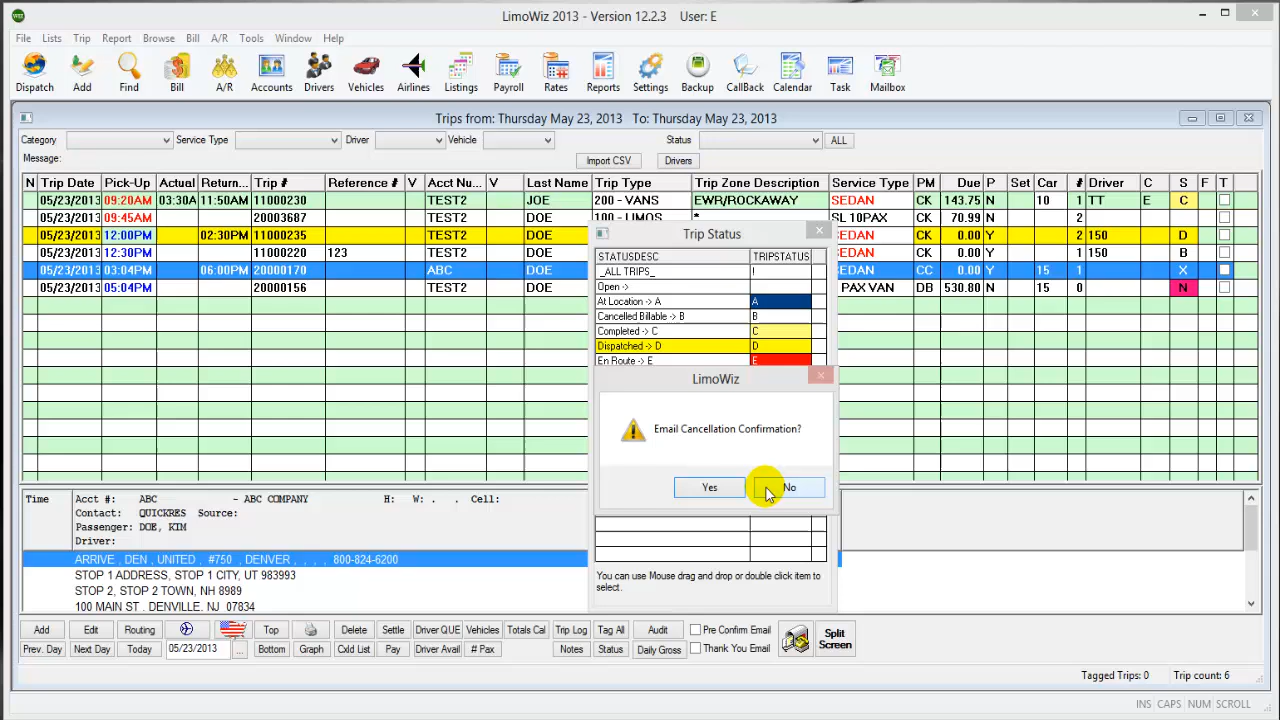 LimoWiz 2013 - Version 12.2.3 User: E
File Lists Trip Report Browse Bill A/R Tools Window Help
Dispatch Add Find Bill A/R Accounts Drivers Vehicles Airlines Listings Payroll Rates Reports Settings Backup CallBack Calendar Task Mailbox
Trips from: Thursday May 23, 2013 To: Thursday May 23, 2013
Category Service Type Driver Vehicle Status ALL
Message: Import CSV Drivers
N Trip Date Pick-Up Actual Return... Trip # Reference # V Acct Nu... V Last Name Trip Type Trip Zone Description Service Type PM Due P Set Car # Driver C S F T
05/23/2013 09:20AM 03:30A 11:50AM 11000230 TEST2 JOE 200 - VANS EWR/ROCKAWAY SEDAN CK 143.75 N 10 1 TT E C
05/23/2013 09:45AM 20003687 TEST2 DOE 100 - LIMOS * SL 10PAX CK 70.99 N 2
05/23/2013 12:00PM 02:30PM 11000235 TEST2 DOE SEDAN CK 0.00 Y 2 150 D
05/23/2013 12:30PM 11000220 123 TEST2 DOE SEDAN CK 0.00 Y 1 150 B
05/23/2013 03:04PM 06:00PM 20000170 ABC DOE SEDAN CC 0.00 Y 15 1 X
05/23/2013 05:04PM 20000156 TEST2 DOE PAX VAN DB 530.80 N 15 0 N
Trip Status
STATUSDESC TRIPSTATUS
_ALL TRIPS_ !
Open ->
At Location -> A A
Cancelled Billable -> B B
Completed -> C C
Dispatched -> D D
En Route -> E E
LimoWiz
Email Cancellation Confirmation?
Yes No
You can use Mouse drag and drop or double click item to
select.
Time Acct #: ABC - ABC COMPANY H: W: . . Cell:
Contact: QUICKRES Source:
Passenger: DOE, KIM
Driver:
ARRIVE , DEN , UNITED , #750 , DENVER , , , , 800-824-6200
STOP 1 ADDRESS, STOP 1 CITY, UT 983993
STOP 2, STOP 2 TOWN, NH 8989
100 MAIN ST . DENVILLE. NJ 07834
Add Edit Routing Top Delete Settle Driver QUE Vehicles Totals Cal Trip Log Tag All Audit Pre Confirm Email Split
Prev. Day Next Day Today 05/23/2013 ... Bottom Graph Cxld List Pay Driver Avail # Pax Notes Status Daily Gross Thank You Email Screen
Tagged Trips: 0 Trip count: 6
INS CAPS NUM SCROLL